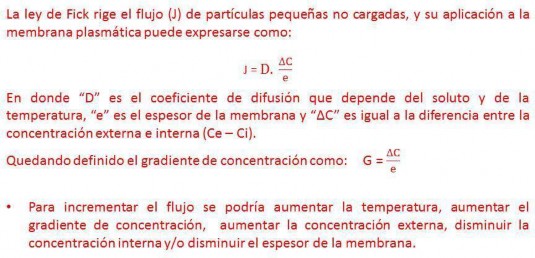 La ley de Fick rige el flujo (J) de partículas pequeñas no cargadas, y su aplicación a la
membrana plasmática puede expresarse como:
J = D. ΔC/e
En donde “D” es el coeficiente de difusión que depende del soluto y de la
temperatura, “e” es el espesor de la membrana y “ΔC” es igual a la diferencia entre la
concentración externa e interna (Ce – Ci).
Quedando definido el gradiente de concentración como: G = ΔC/e
• Para incrementar el flujo se podría aumentar la temperatura, aumentar el
gradiente de concentración, aumentar la concentración externa, disminuir la
concentración interna y/o disminuir el espesor de la membrana.